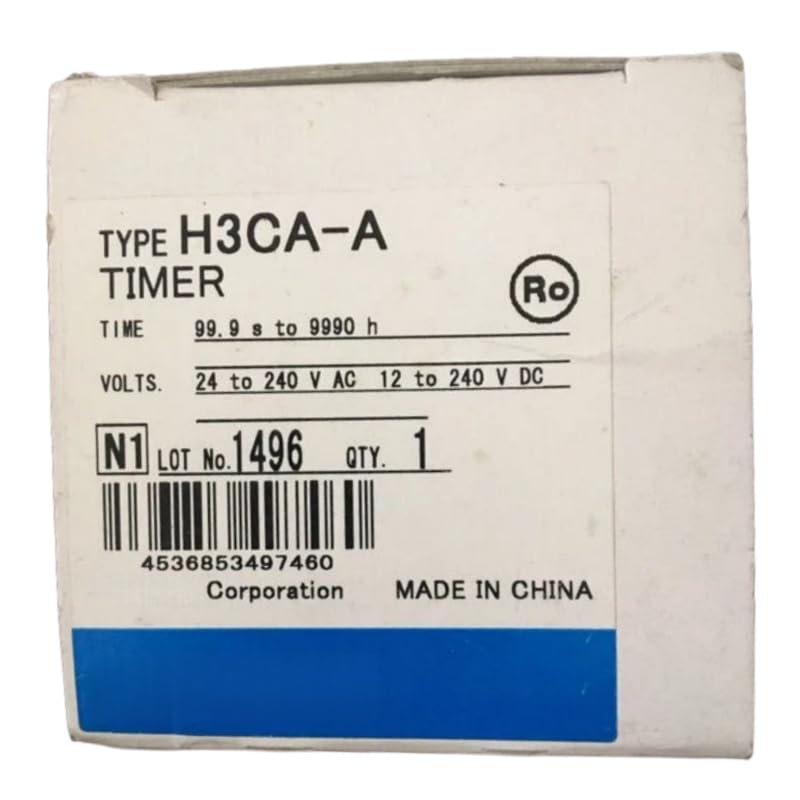 TYPE H3CA-A
TIMER
Ro
TIME 99.9 s to 9990 h
VOLTS. 24 to 240 V AC 12 to 240 V DC
N1 LOT No. 1496 QTY. 1
4536853497460
Corporation MADE IN CHINA